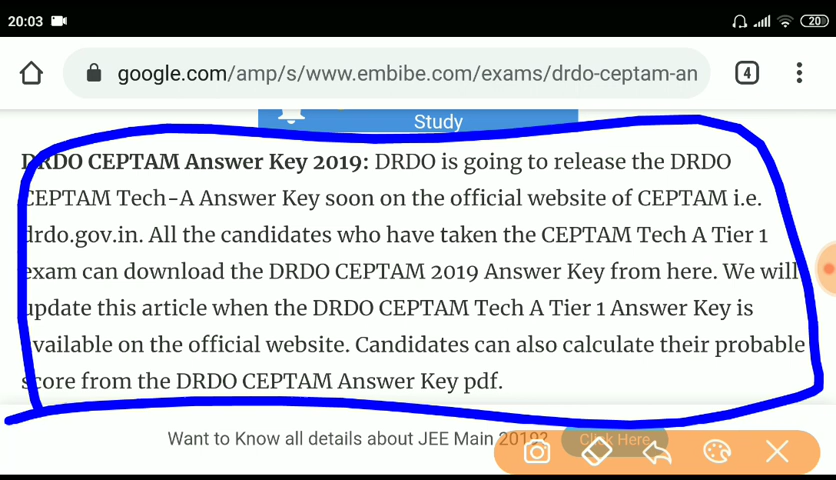 20:03
20
google.com/amp/s/www.embibe.com/exams/drdo-ceptam-an
4
Study
DRDO CEPTAM Answer Key 2019: DRDO is going to release the DRDO
CEPTAM Tech-A Answer Key soon on the official website of CEPTAM i.e.
drdo.gov.in. All the candidates who have taken the CEPTAM Tech A Tier 1
exam can download the DRDO CEPTAM 2019 Answer Key from here. We will
update this article when the DRDO CEPTAM Tech A Tier 1 Answer Key is
available on the official website. Candidates can also calculate their probable
score from the DRDO CEPTAM Answer Key pdf.
Want to Know all details about JEE Main 2019? Click Here